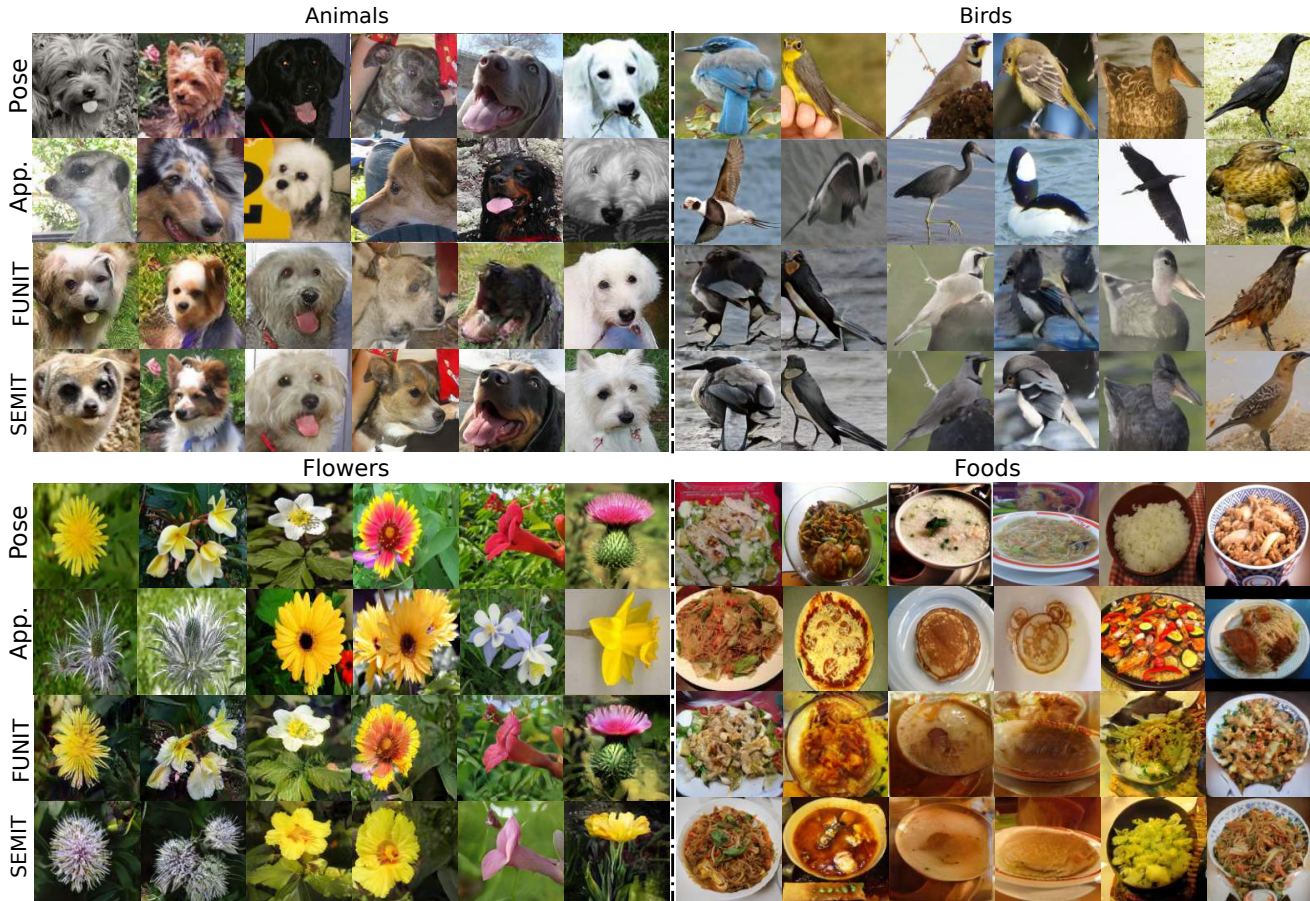 Animals
Birds
Pose
App.
FUNIT
SEMIT
Flowers
Foods
Pose
App.
FUNIT
SEMIT